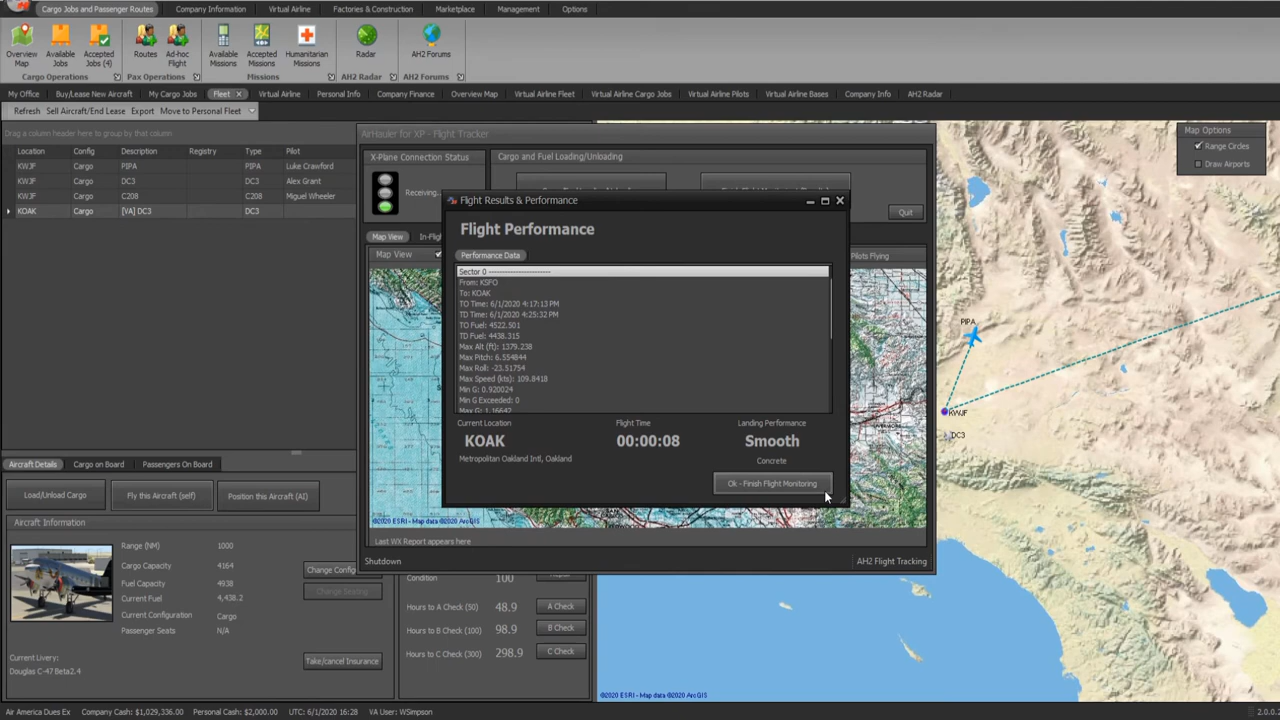 Cargo Jobs and Passenger Routes Company Information Virtual Airline Factories & Construction Marketplace Management Options
Overview Map Available Jobs Accepted Jobs (4) Routes Ad-hoc Flight Available Missions Accepted Missions Humanitarian Missions Radar AH2 Forums
Cargo Operations Pax Operations Missions AH2 Radar AH2 Forums
My Office Buy/Lease New Aircraft My Cargo Jobs Fleet Virtual Airline Personal Info Company Finance Overview Map Virtual Airline Fleet Virtual Airline Cargo Jobs Virtual Airline Pilots Virtual Airline Bases Company Info AH2 Radar
Refresh Sell Aircraft/End Lease Export Move to Personal Fleet
Drag a column header here to group by that column
Location Config Description Registry Type Pilot
KWJF Cargo PIPA PIPA Luke Crawford
KWJF Cargo DC3 DC3 Alex Grant
KWJF Cargo C208 C208 Miguel Wheeler
KOAK Cargo [VA] DC3 DC3
AirHauler for XP - Flight Tracker
X-Plane Connection Status Cargo and Fuel Loading/Unloading
Receiving...
Quit
Map View In-Fli
Map View
Pilots Flying
Flight Results & Performance
Flight Performance
Performance Data
Sector 0 -------------------------
From: KSFO
To: KOAK
TO Time: 6/1/2020 4:17:13 PM
TD Time: 6/1/2020 4:25:32 PM
TO Fuel: 4522.501
TD Fuel: 4438.315
Max Alt (ft): 1379.238
Max Pitch: 6.554844
Max Roll: -23.51754
Max Speed (kts): 109.8418
Min G: 0.920024
Min G Exceeded: 0
Max G: 1.16642
Current Location Flight Time Landing Performance
KOAK 00:00:08 Smooth
Metropolitan Oakland Intl, Oakland Concrete
Ok - Finish Flight Monitoring
©2020 ESRI - Map data ©2020 ArcGIS
Last WX Report appears here
Shutdown AH2 Flight Tracking
Map Options
Range Circles
Draw Airports
PIPA
KWJF
DC3
©2020 ESRI - Map data ©2020 ArcGIS
Aircraft Details Cargo on Board Passengers On Board
Load/Unload Cargo Fly this Aircraft (self) Position this Aircraft (AI)
Aircraft Information
Range (NM) 1000
Cargo Capacity 4164
Fuel Capacity 4938
Current Fuel 4,438.2
Current Configuration Cargo
Passenger Seats N/A
Change Config
Change Seating
Current Livery:
Douglas C-47 Beta2.4
Take/cancel Insurance
Condition 100
Hours to A Check (50) 48.9 A Check
Hours to B Check (100) 98.9 B Check
Hours to C Check (300) 298.9 C Check
Air America Dues Ex Company Cash: $1,029,336.00 Personal Cash: $2,000.00 UTC: 6/1/2020 16:28 VA User: WSimpson 2.0.0.